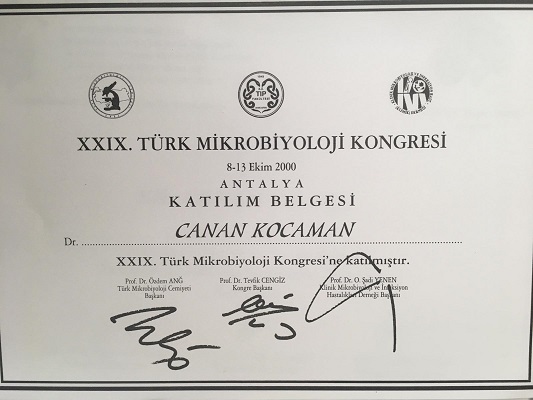 TIP
XXIX. TÜRK MİKROBİYOLOJİ KONGRESİ
8-13 Ekim 2000
ANTALYA
KATILIM BELGESİ
CANAN KOCAMAN
Dr.
XXIX. Türk Mikrobiyoloji Kongresi'ne katılmıştır.
Prof. Dr. Özdem ANĞ
Türk Mikrobiyoloji Cemiyeti
Başkanı
Prof. Dr. Tevfik CENGİZ
Kongre Başkanı
Prof. Dr. O. Şadi YENEN
Klinik Mikrobiyoloji ve İnfeksiyon
Hastalıkları Derneği Başkanı